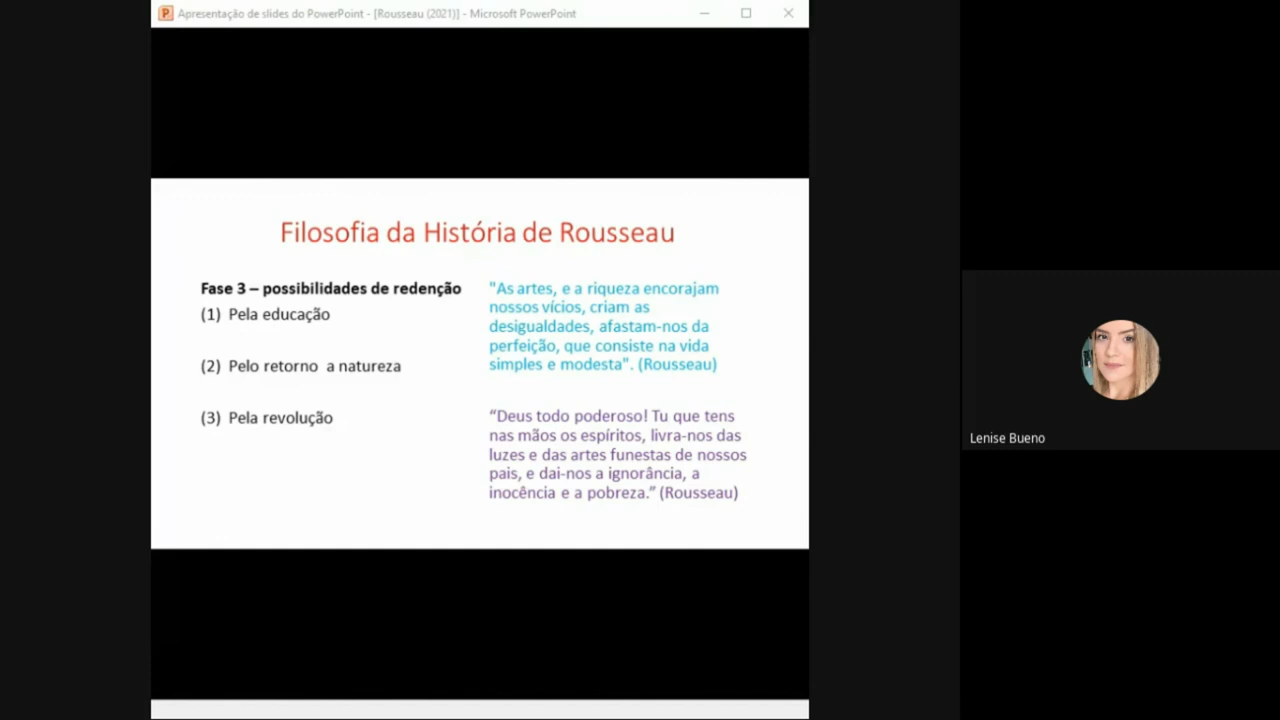 Apresentação de slides do PowerPoint - [Rousseau (2021)] - Microsoft PowerPoint
Filosofia da História de Rousseau
Fase 3 – possibilidades de redenção
(1) Pela educação
(2) Pelo retorno a natureza
(3) Pela revolução
"As artes, e a riqueza encorajam
nossos vícios, criam as
desigualdades, afastam-nos da
perfeição, que consiste na vida
simples e modesta". (Rousseau)
“Deus todo poderoso! Tu que tens
nas mãos os espíritos, livra-nos das
luzes e das artes funestas de nossos
pais, e dai-nos a ignorância, a
inocência e a pobreza.” (Rousseau)
Lenise Bueno